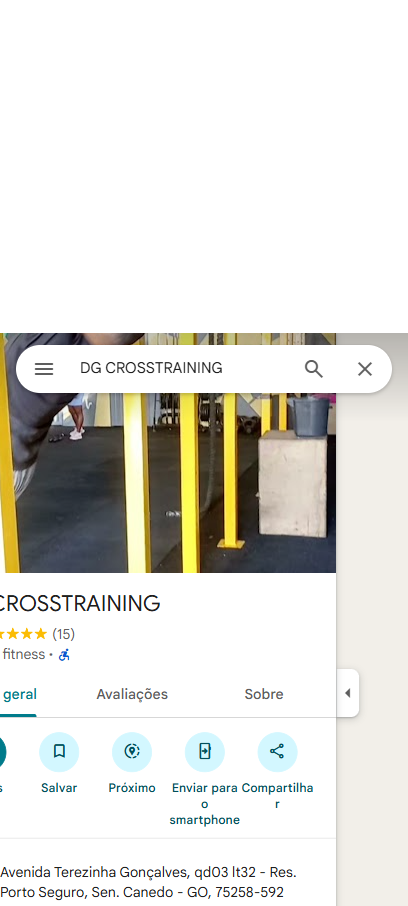 DG CROSSTRAINING
CROSSTRAINING
(15)
fitness ·
geral Avaliações Sobre
s Salvar Próximo Enviar para o smartphone Compartilhar
Avenida Terezinha Gonçalves, qd03 lt32 - Res.
Porto Seguro, Sen. Canedo - GO, 75258-592